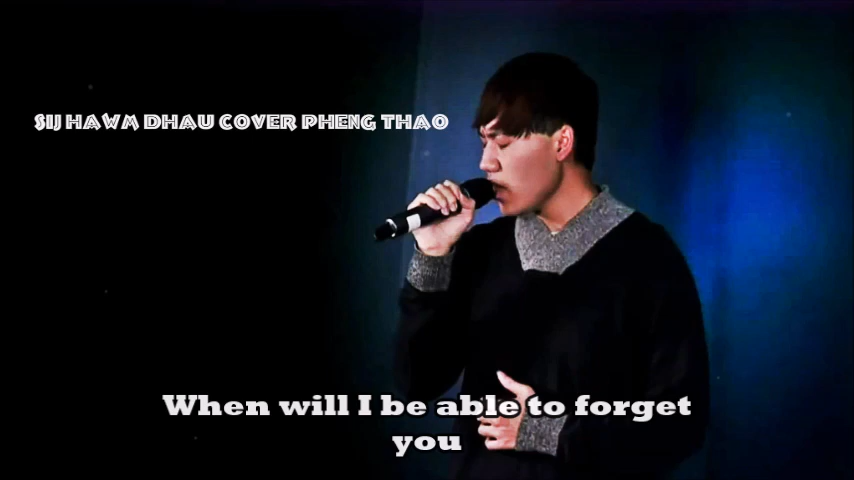 SIJ HAWM DHAU COVER PHENG THAO
When will I be able to forget
you